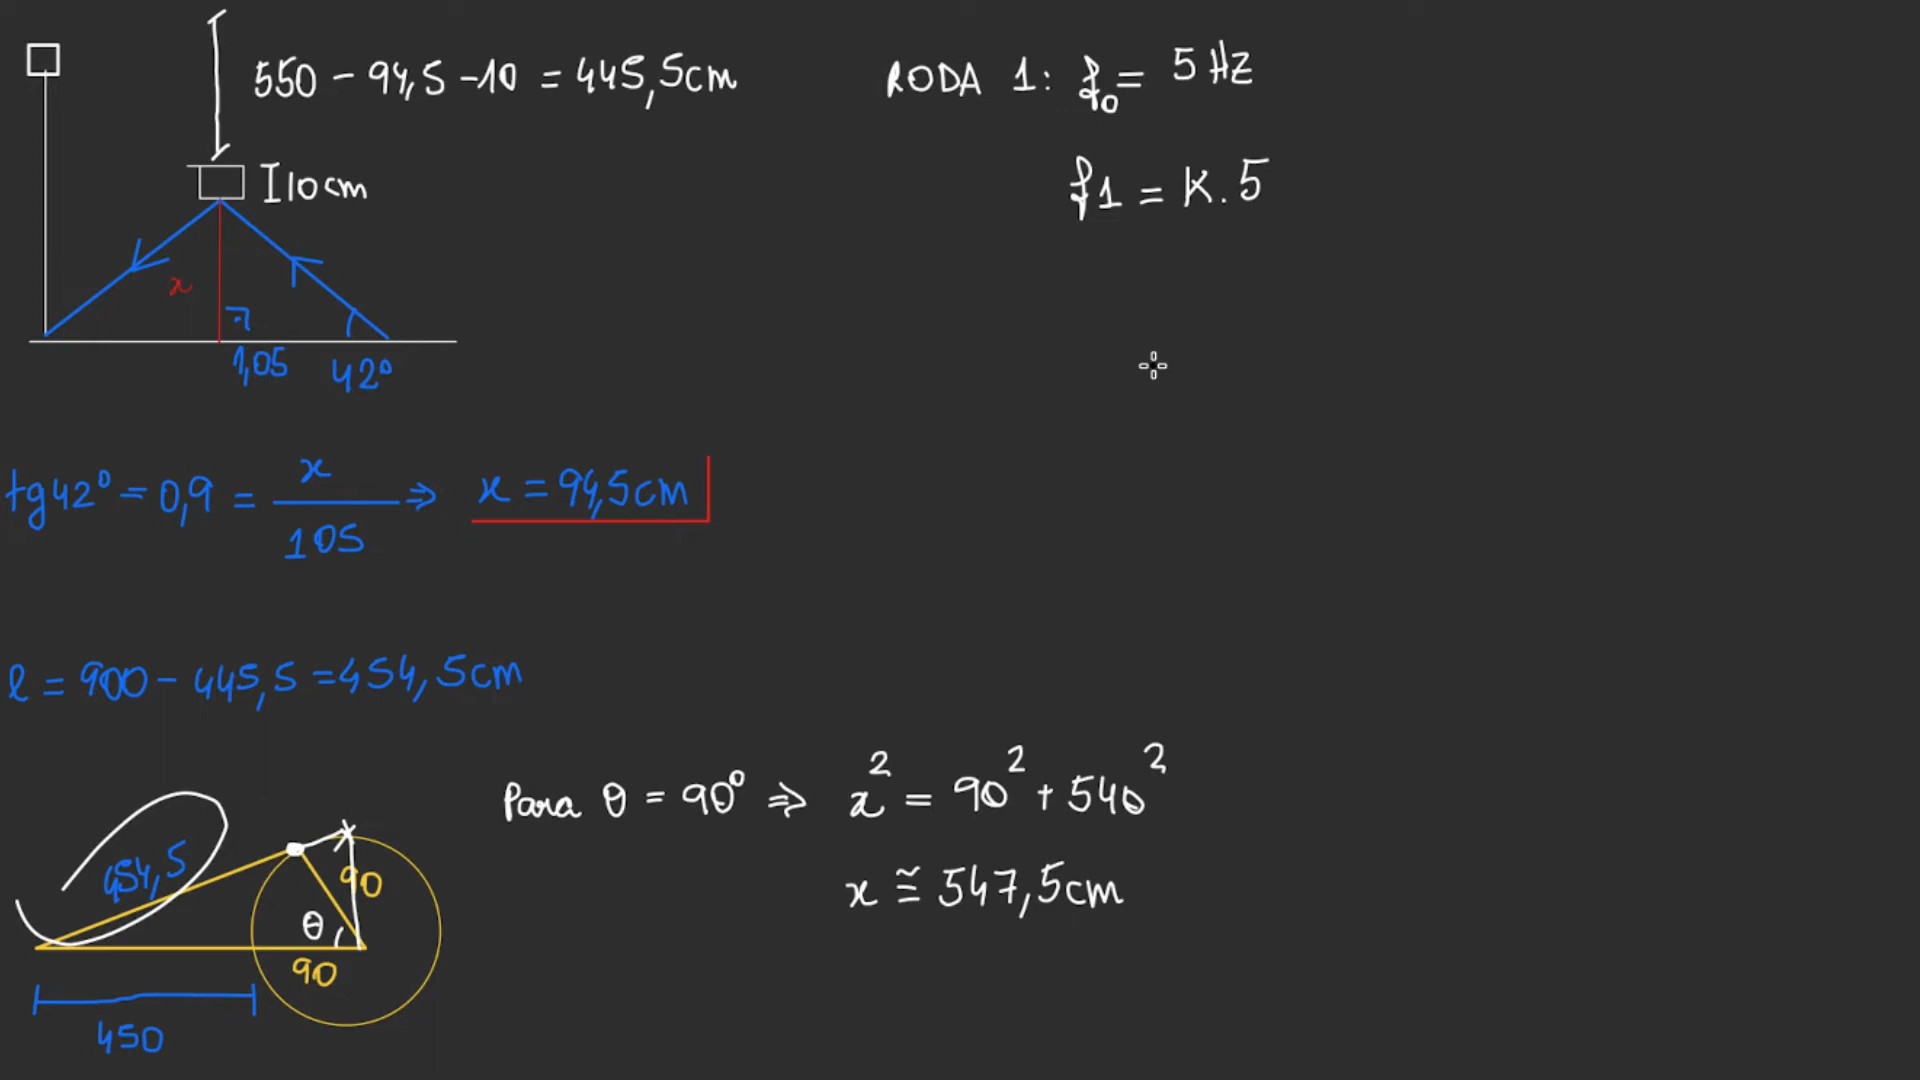 550 - 94,5 - 10 = 445,5cm
I10cm
x
1,05
42°
tg42° = 0,9 = x/105 ⇒ x = 94,5cm
l = 900 - 445,5 = 454,5cm
454,5
90
θ
90
450
RODA 1: f₀ = 5 HZ
f1 = K.5
Para θ = 90° ⇒ x² = 90² + 540²
x ≅ 547,5cm